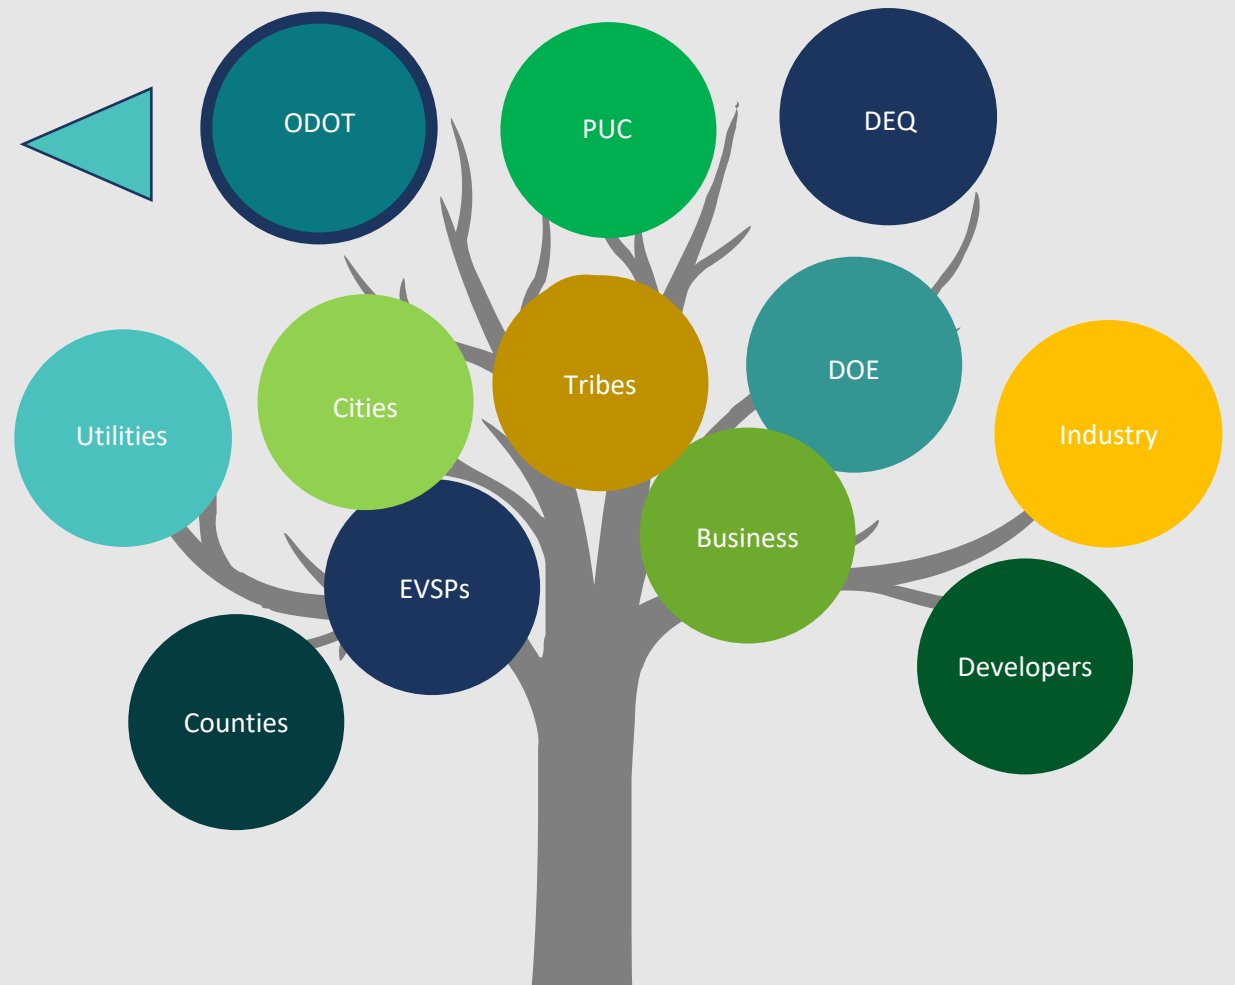 ODOT
PUC
DEQ
Tribes
DOE
Cities
Utilities
Industry
Business
EVSPs
Developers
Counties